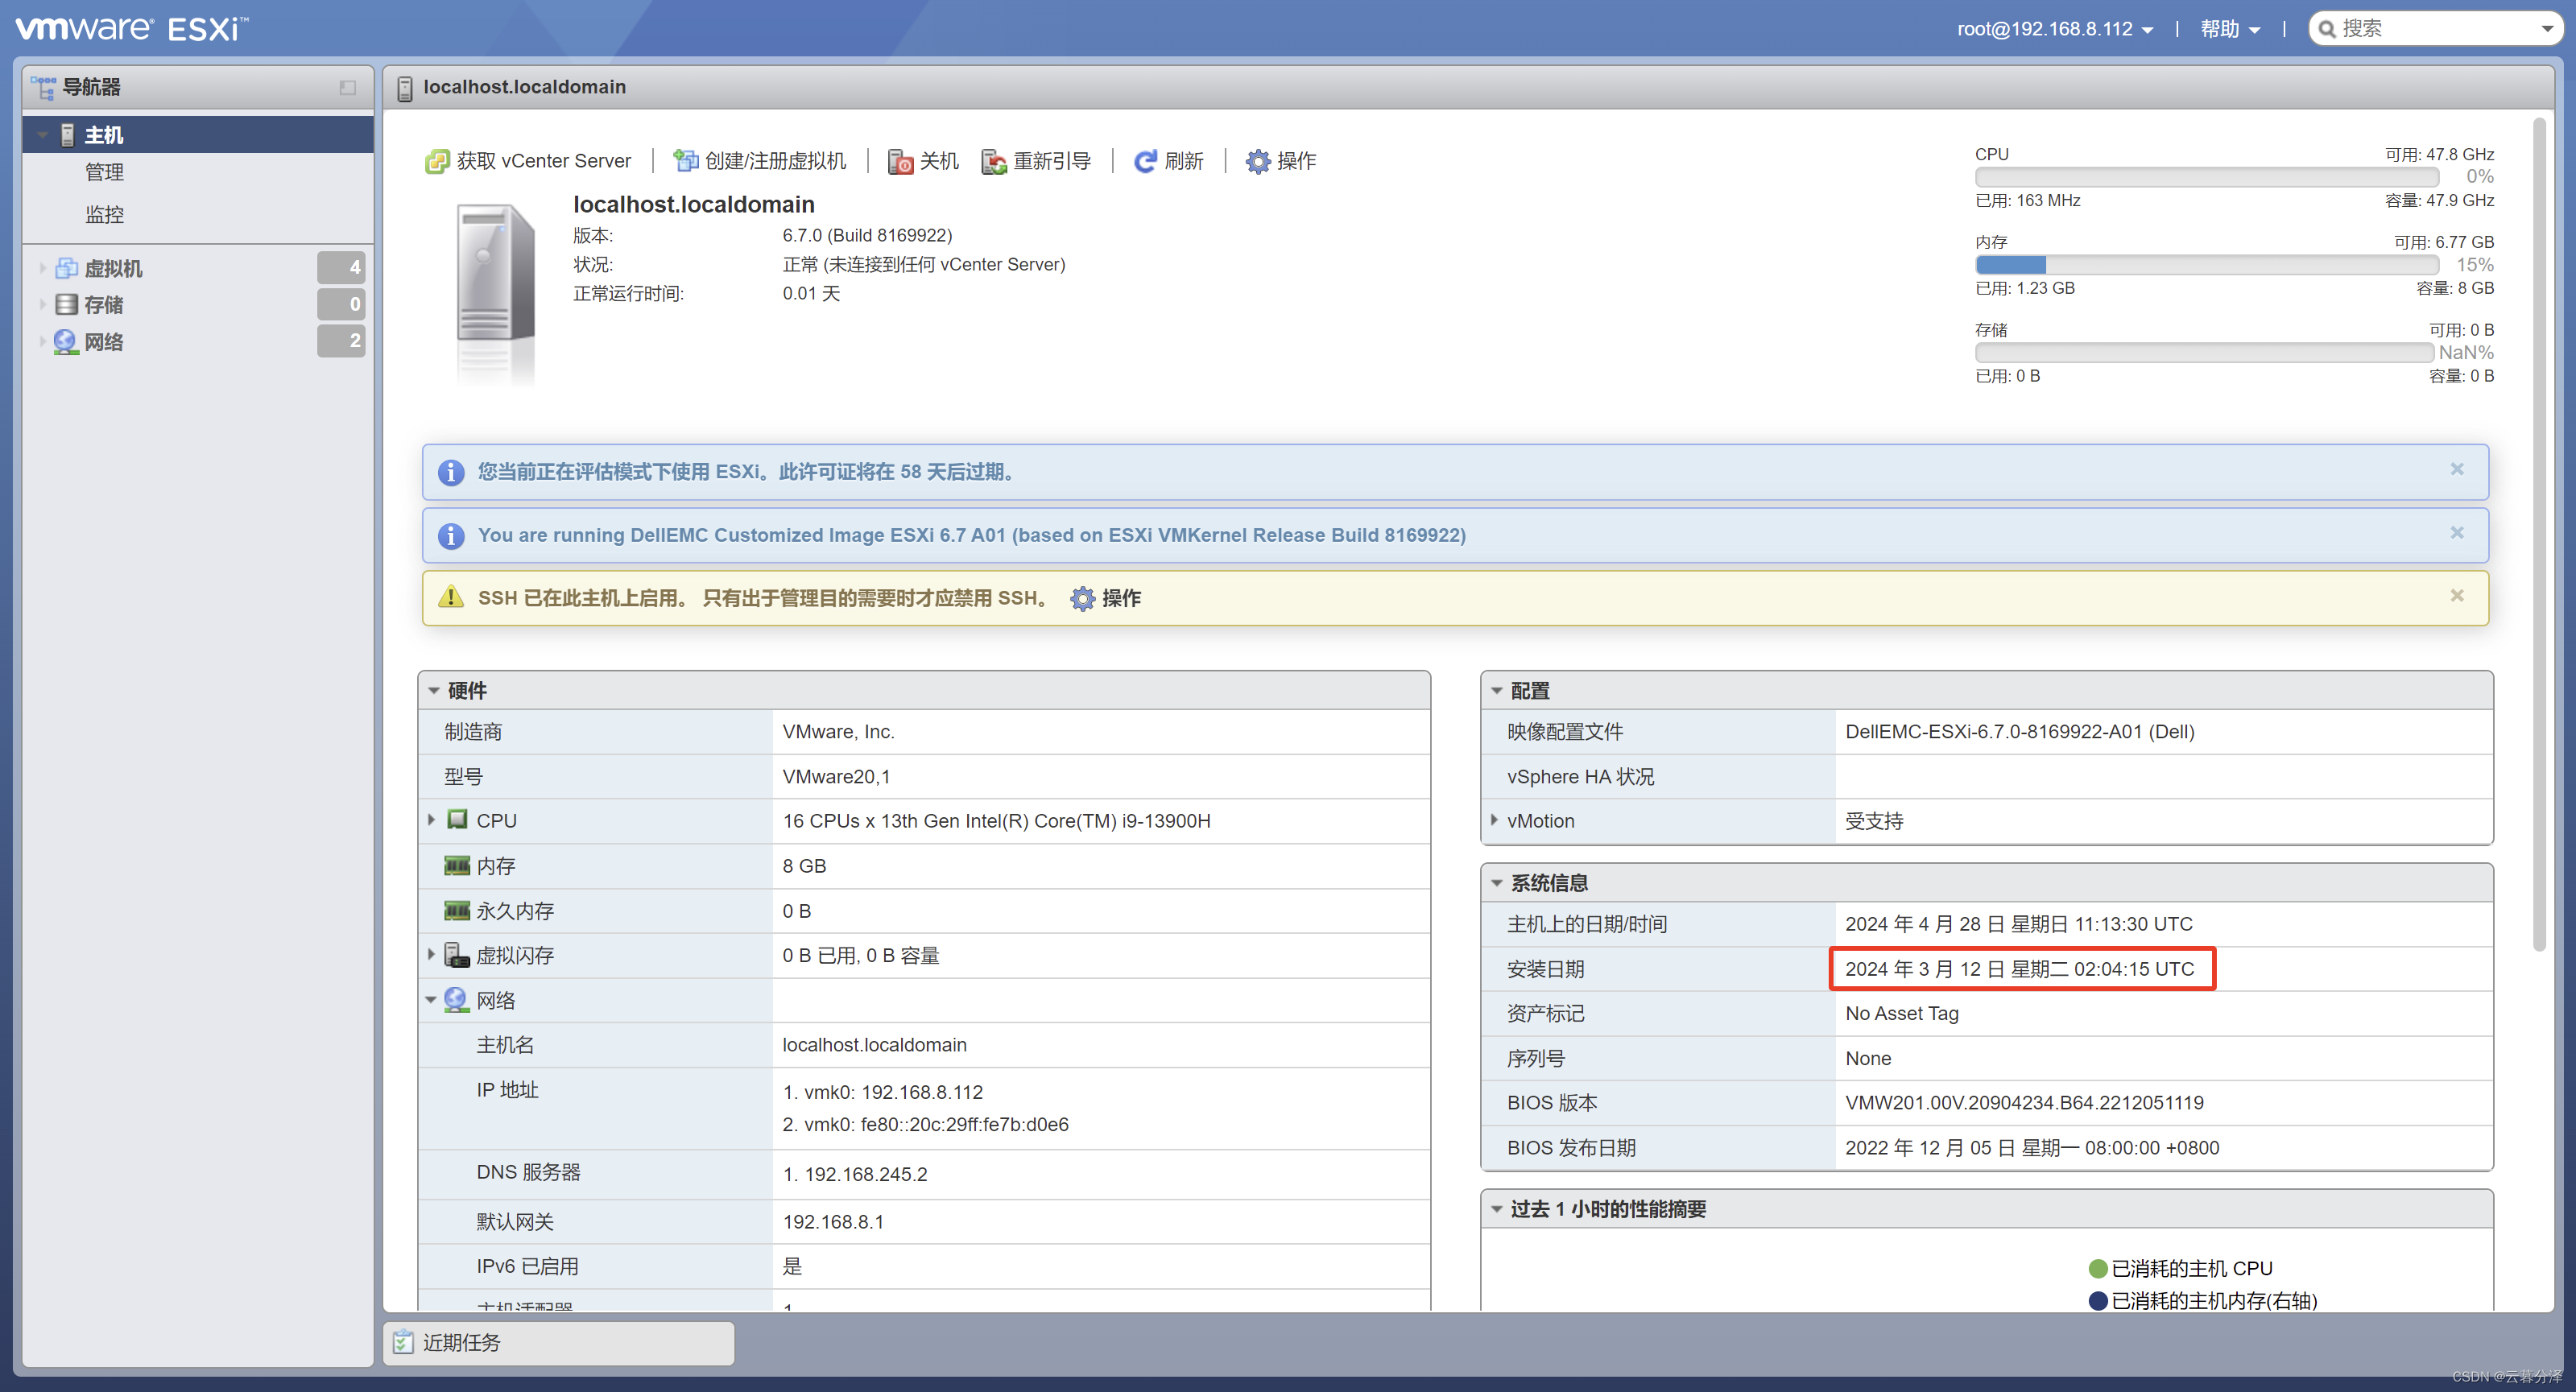 vmware® ESXi™
root@192.168.8.112 | 帮助 | 搜索
导航器
主机
管理
监控
虚拟机 4
存储 0
网络 2
localhost.localdomain
获取 vCenter Server | 创建/注册虚拟机 | 关机 重新引导 | 刷新 | 操作
localhost.localdomain
版本: 6.7.0 (Build 8169922)
状况: 正常 (未连接到任何 vCenter Server)
正常运行时间: 0.01 天
CPU 可用: 47.8 GHz
0%
已用: 163 MHz 容量: 47.9 GHz
内存 可用: 6.77 GB
15%
已用: 1.23 GB 容量: 8 GB
存储 可用: 0 B
NaN%
已用: 0 B 容量: 0 B
您当前正在评估模式下使用 ESXi。此许可证将在 58 天后过期。
You are running DellEMC Customized Image ESXi 6.7 A01 (based on ESXi VMKernel Release Build 8169922)
SSH 已在此主机上启用。 只有出于管理目的需要时才应禁用 SSH。 操作
硬件
制造商 VMware, Inc.
型号 VMware20,1
CPU 16 CPUs x 13th Gen Intel(R) Core(TM) i9-13900H
内存 8 GB
永久内存 0 B
虚拟闪存 0 B 已用, 0 B 容量
网络
主机名 localhost.localdomain
IP 地址 1. vmk0: 192.168.8.112
2. vmk0: fe80::20c:29ff:fe7b:d0e6
DNS 服务器 1. 192.168.245.2
默认网关 192.168.8.1
IPv6 已启用 是
主机适配器 1
配置
映像配置文件 DellEMC-ESXi-6.7.0-8169922-A01 (Dell)
vSphere HA 状况
vMotion 受支持
系统信息
主机上的日期/时间 2024 年 4 月 28 日 星期日 11:13:30 UTC
安装日期 2024 年 3 月 12 日 星期二 02:04:15 UTC
资产标记 No Asset Tag
序列号 None
BIOS 版本 VMW201.00V.20904234.B64.2212051119
BIOS 发布日期 2022 年 12 月 05 日 星期一 08:00:00 +0800
过去 1 小时的性能摘要
已消耗的主机 CPU
已消耗的主机内存(右轴)
近期任务
CSDN @云暮分泽